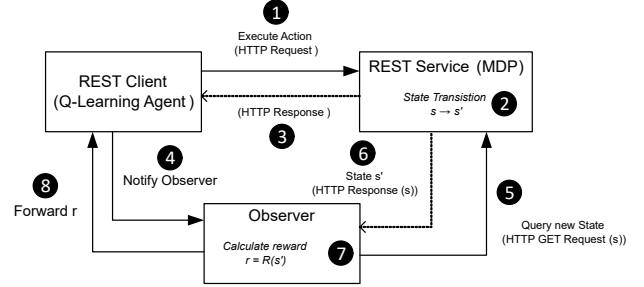 1
Execute Action
(HTTP Request )
REST Client
(Q-Learning Agent )
REST Service (MDP)
State Transistion
s → s'
2
(HTTP Response )
3
4
Notify Observer
6
State s'
(HTTP Response (s))
5
Query new State
(HTTP GET Request (s))
8
Forward r
Observer
Calculate reward
r = R(s')
7